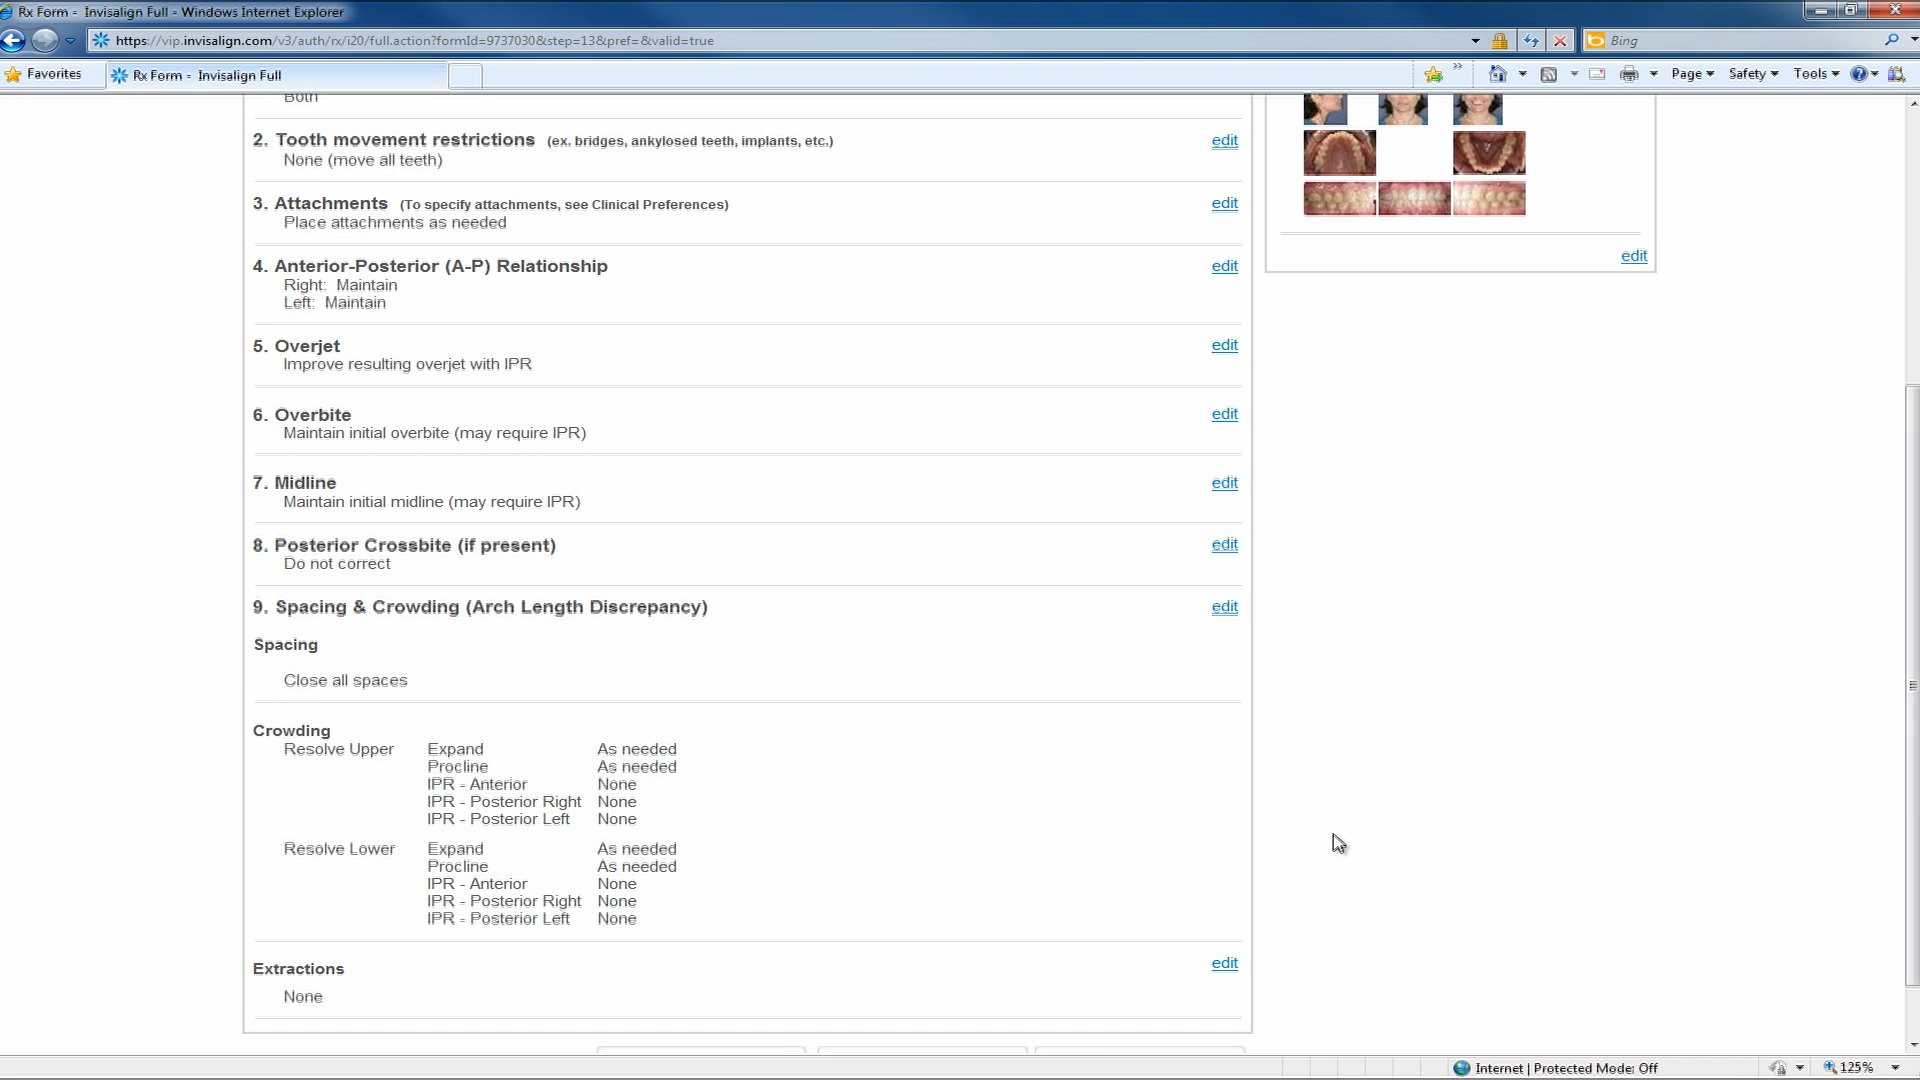 Rx Form - Invisalign Full - Windows Internet Explorer
https://vip.invisalign.com/v3/auth/rx/i20/full.action?formId=9737030&step=13&pref=&valid=true
Bing
Favorites
Rx Form - Invisalign Full
Page
Safety
Tools
Both
2. Tooth movement restrictions (ex. bridges, ankylosed teeth, implants, etc.)
edit
None (move all teeth)
3. Attachments (To specify attachments, see Clinical Preferences)
edit
Place attachments as needed
edit
4. Anterior-Posterior (A-P) Relationship
edit
Right: Maintain
Left: Maintain
5. Overjet
edit
Improve resulting overjet with IPR
6. Overbite
edit
Maintain initial overbite (may require IPR)
7. Midline
edit
Maintain initial midline (may require IPR)
8. Posterior Crossbite (if present)
edit
Do not correct
9. Spacing & Crowding (Arch Length Discrepancy)
edit
Spacing
Close all spaces
Crowding
Resolve Upper Expand As needed
Procline As needed
IPR - Anterior None
IPR - Posterior Right None
IPR - Posterior Left None
Resolve Lower Expand As needed
Procline As needed
IPR - Anterior None
IPR - Posterior Right None
IPR - Posterior Left None
Extractions
edit
None
Internet | Protected Mode: Off
125%